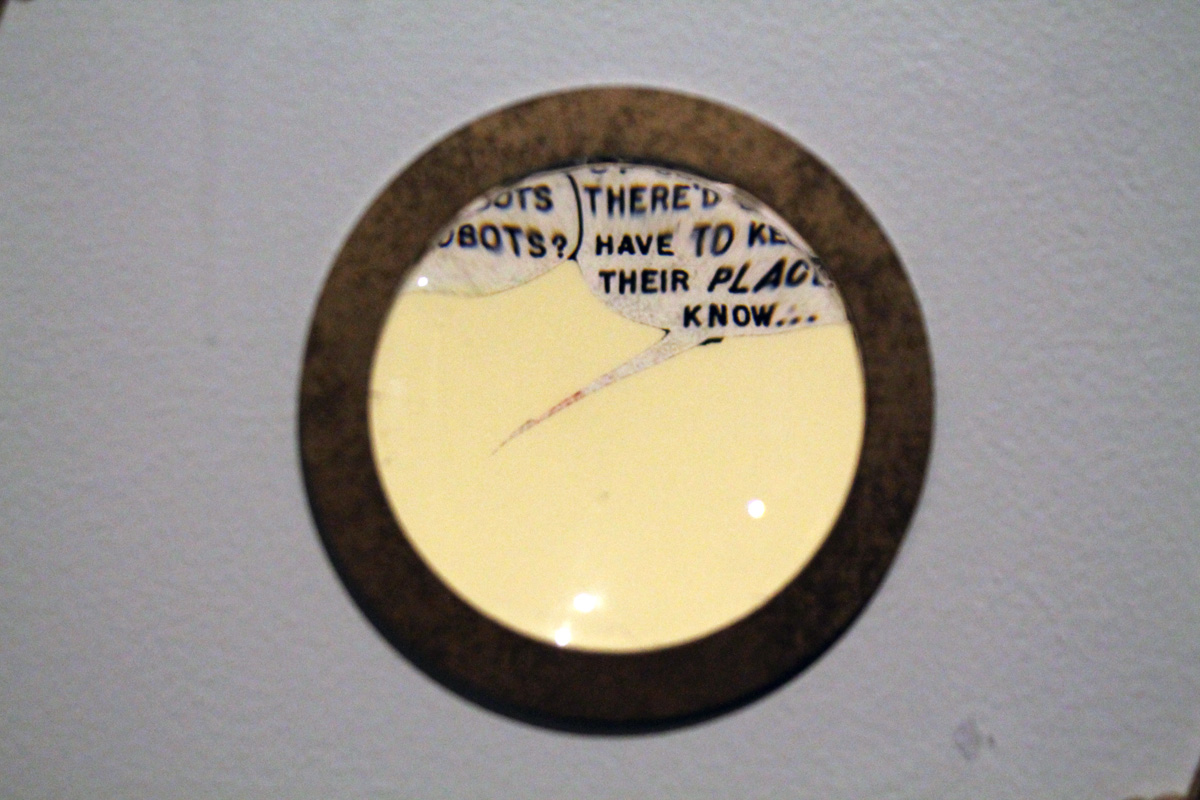 OTS
OBOTS?
THERE'D
HAVE TO KE
THEIR PLAC
KNOW...